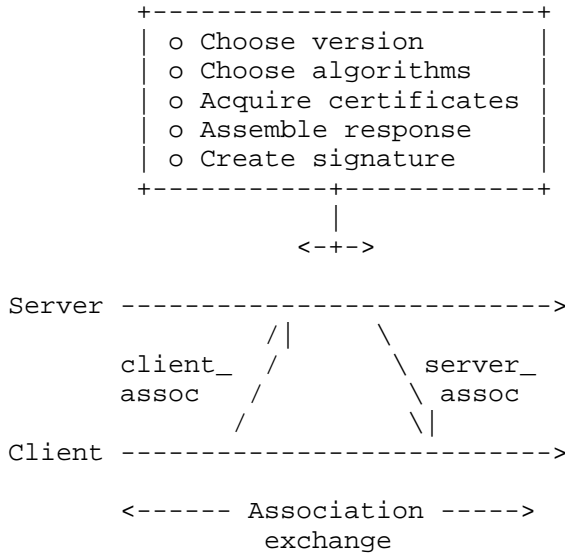 o Choose version
o Choose algorithms
o Acquire certificates
o Assemble response
o Create signature
<-+->
Server --------------------------->
client_ server_
assoc assoc
Client --------------------------->
<------ Association ----->
exchange